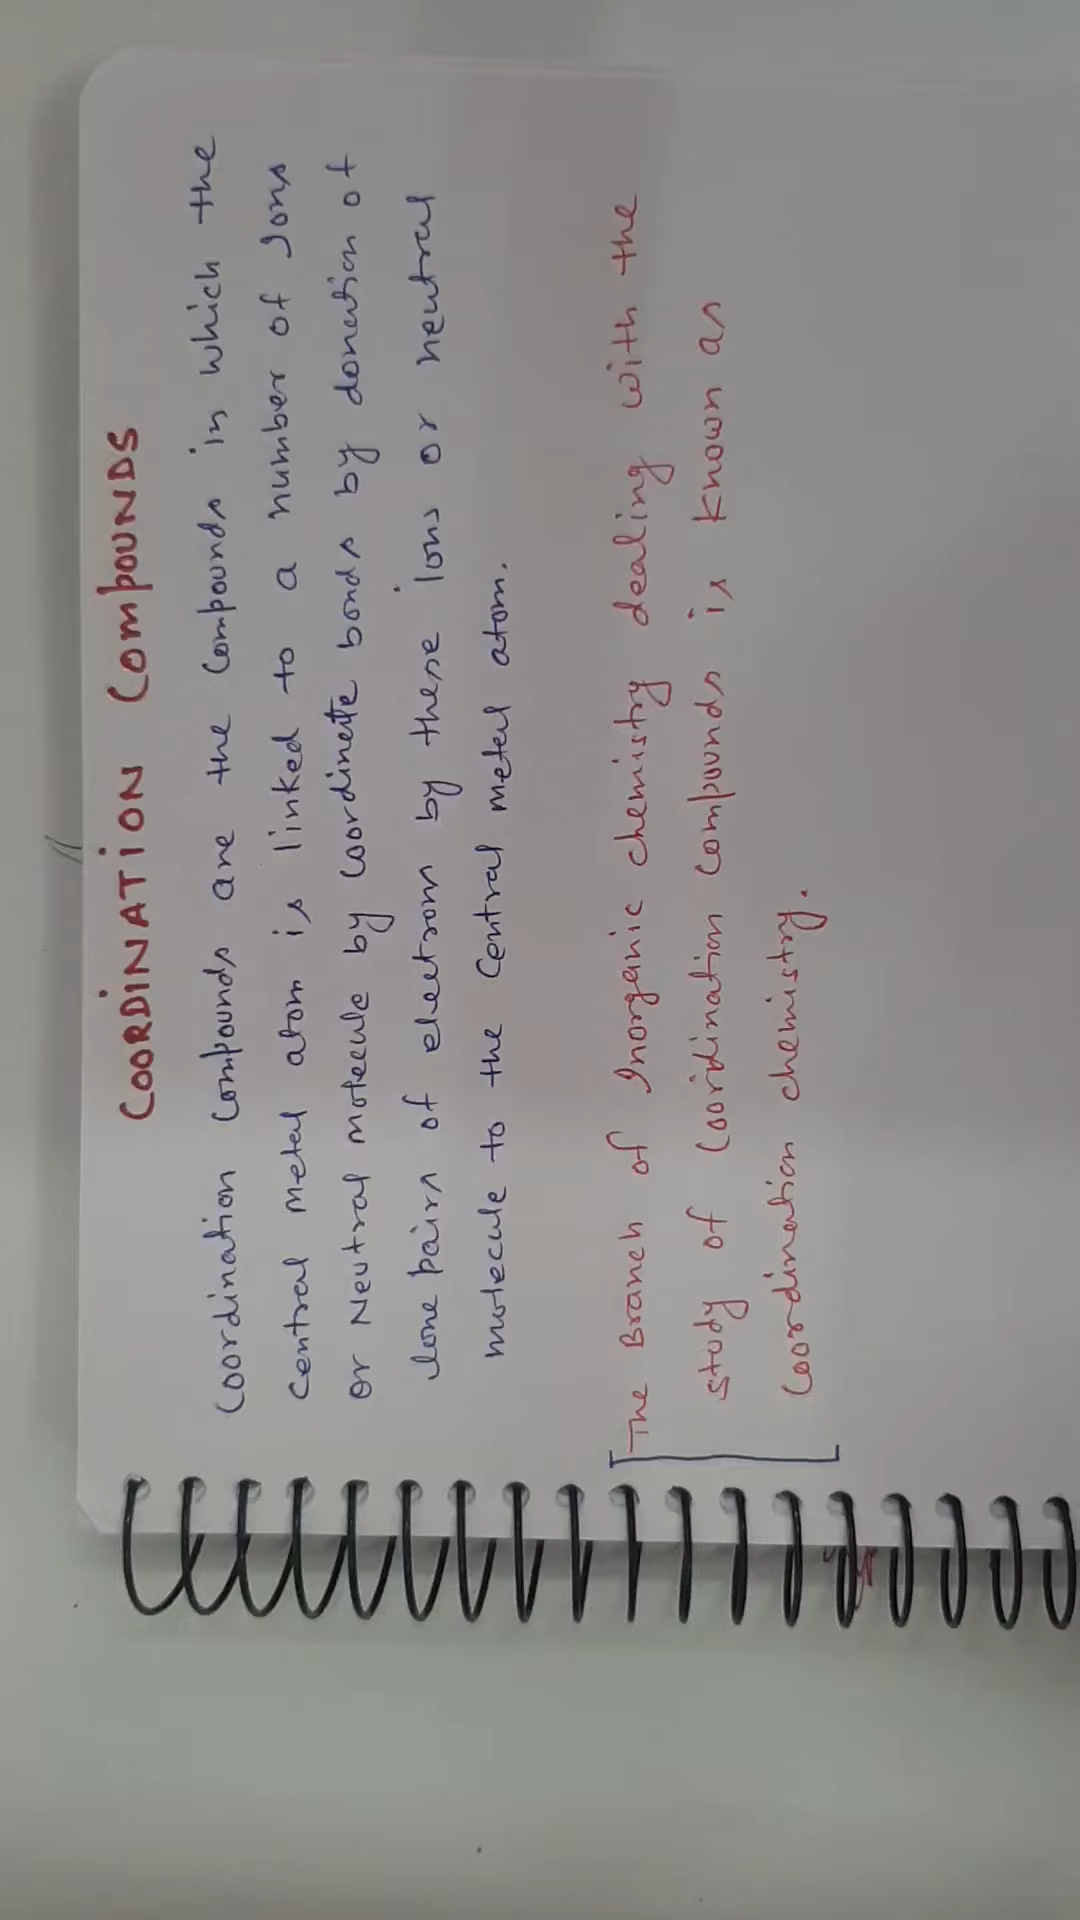 COORDINATION COMPOUNDS
Coordination Compounds are the Compounds in which the
central metal atom is linked to a number of Ions
or Neutral molecule by Coordinate bonds by donation of
lone pairs of electrons by these ions or neutral
molecule to the Central metal atom.
The Branch of Inorganic chemistry dealing with the
study of Coordination Compounds is known as
Coordination chemistry.